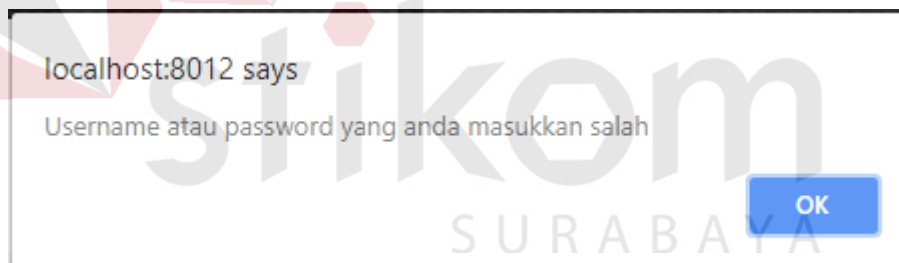 localhost:8012 says
Username atau password yang anda masukkan salah
OK
stikom
SURABAYA